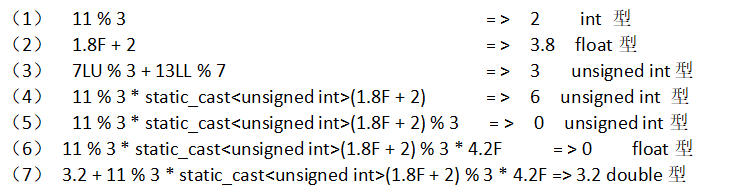 （1） 11 % 3 = > 2 int 型
（2） 1.8F + 2 = > 3.8 float 型
（3） 7LU % 3 + 13LL % 7 = > 3 unsigned int 型
（4） 11 % 3 * static_cast<unsigned int>(1.8F + 2) = > 6 unsigned int 型
（5） 11 % 3 * static_cast<unsigned int>(1.8F + 2) % 3 = > 0 unsigned int 型
（6） 11 % 3 * static_cast<unsigned int>(1.8F + 2) % 3 * 4.2F = > 0 float 型
（7） 3.2 + 11 % 3 * static_cast<unsigned int>(1.8F + 2) % 3 * 4.2F => 3.2 double 型